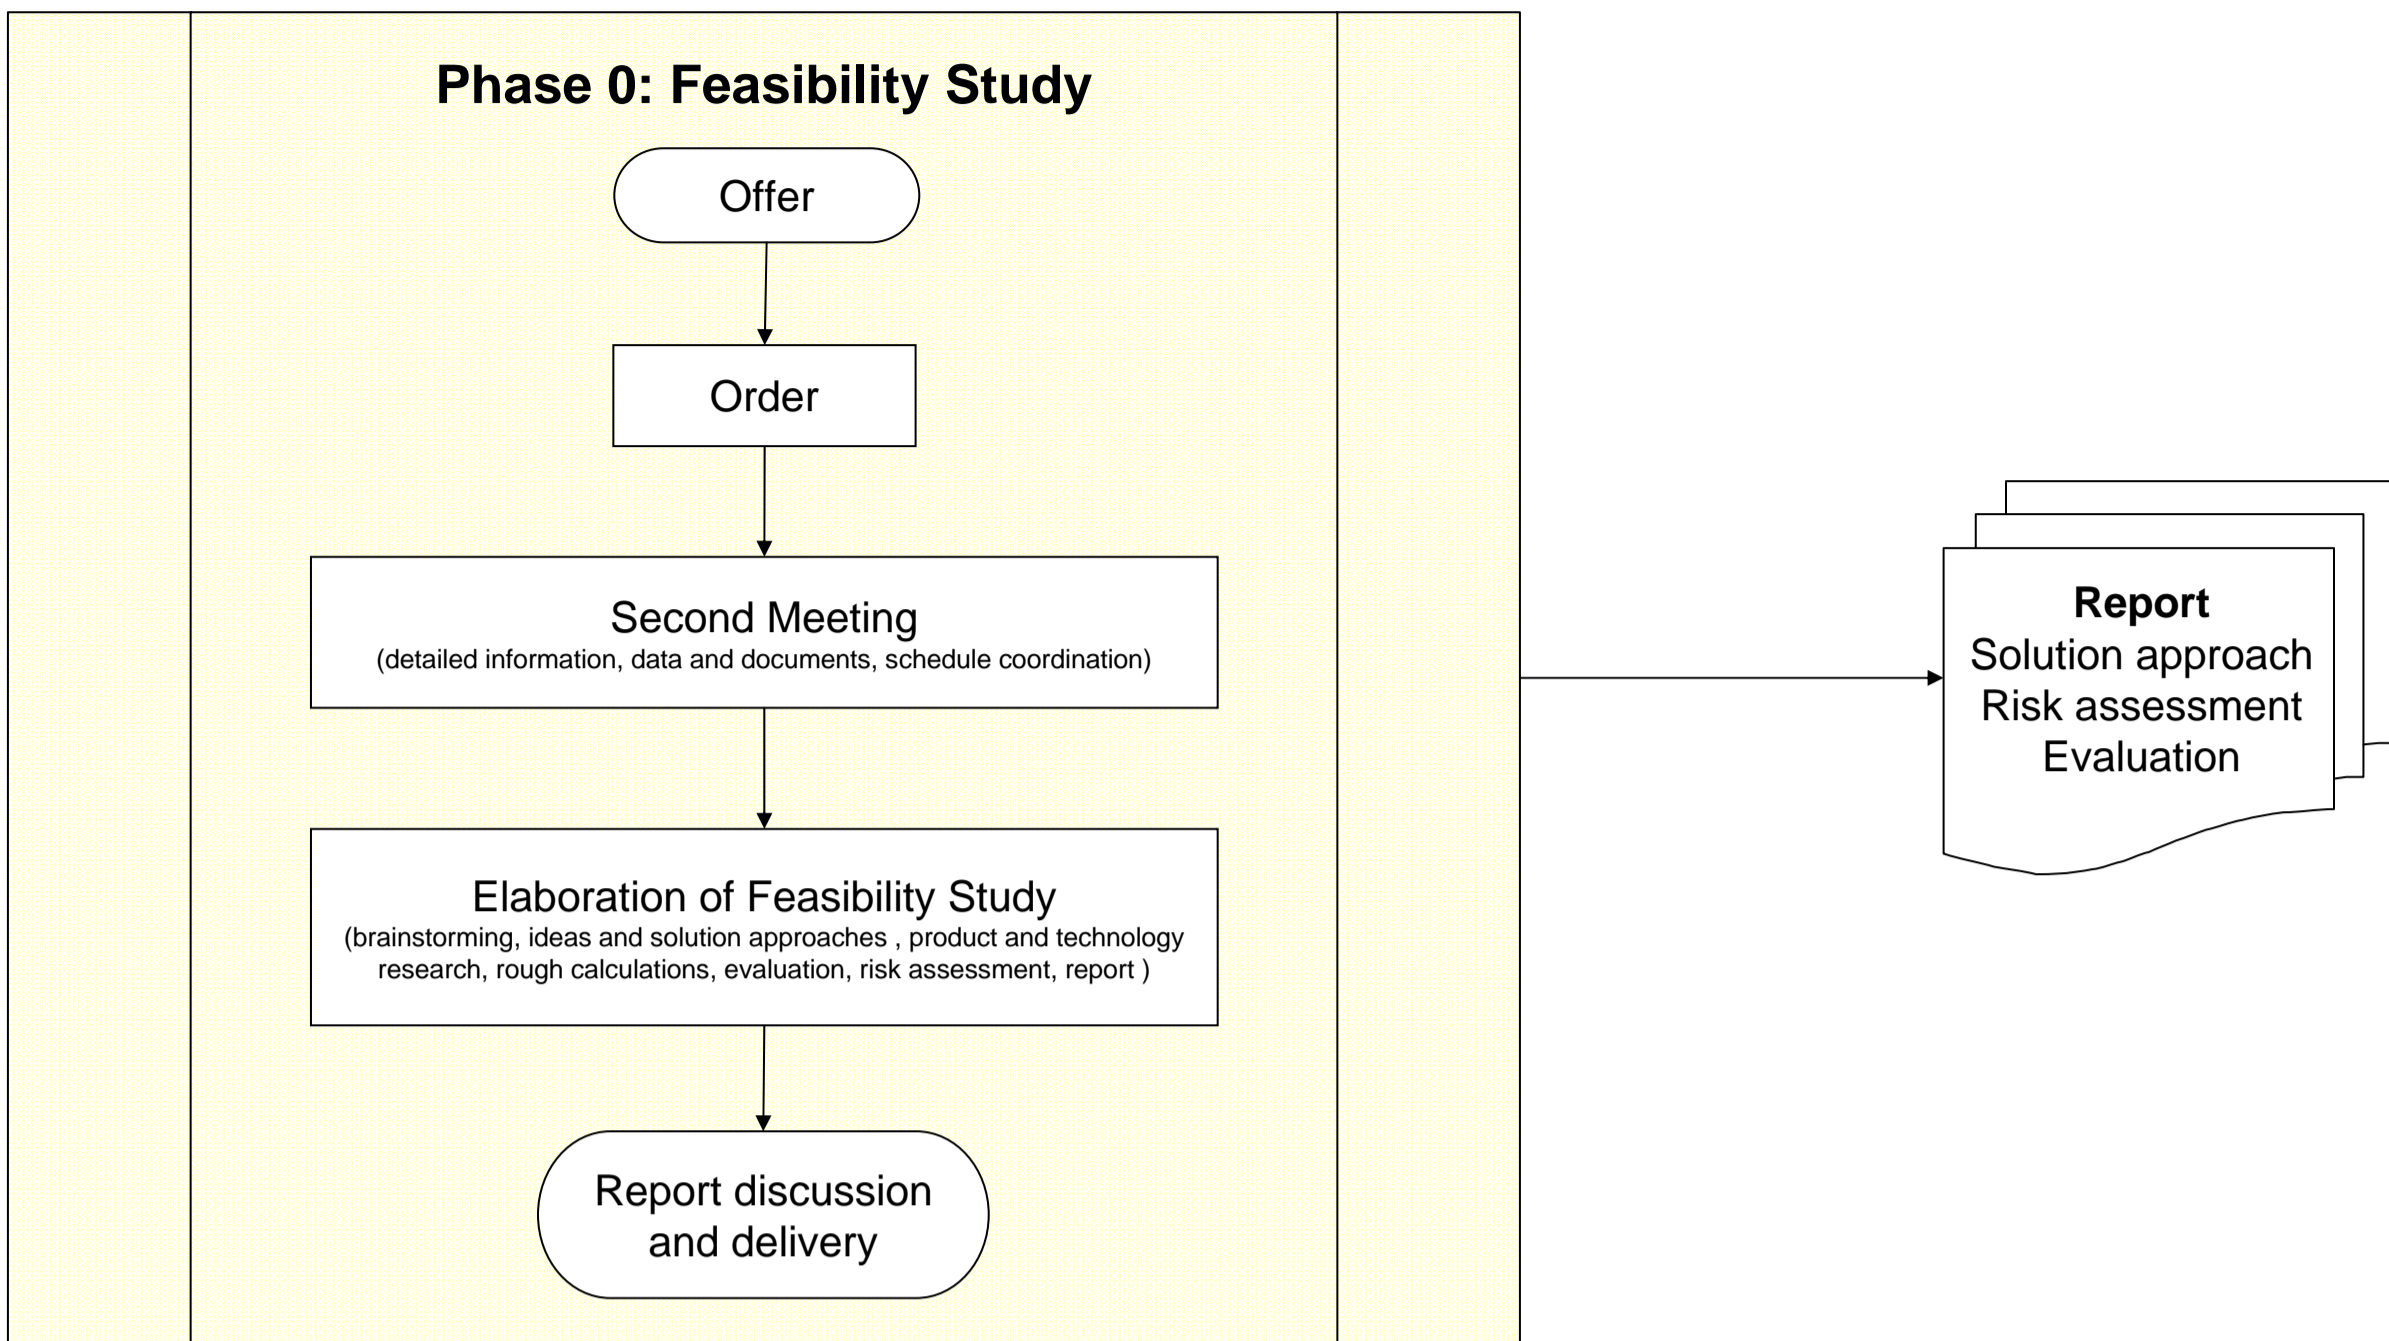 Phase 0: Feasibility Study
Offer
Order
Second Meeting
(detailed information, data and documents, schedule coordination)
Elaboration of Feasibility Study
(brainstorming, ideas and solution approaches , product and technology
research, rough calculations, evaluation, risk assessment, report )
Report discussion
and delivery
Report
Solution approach
Risk assessment
Evaluation